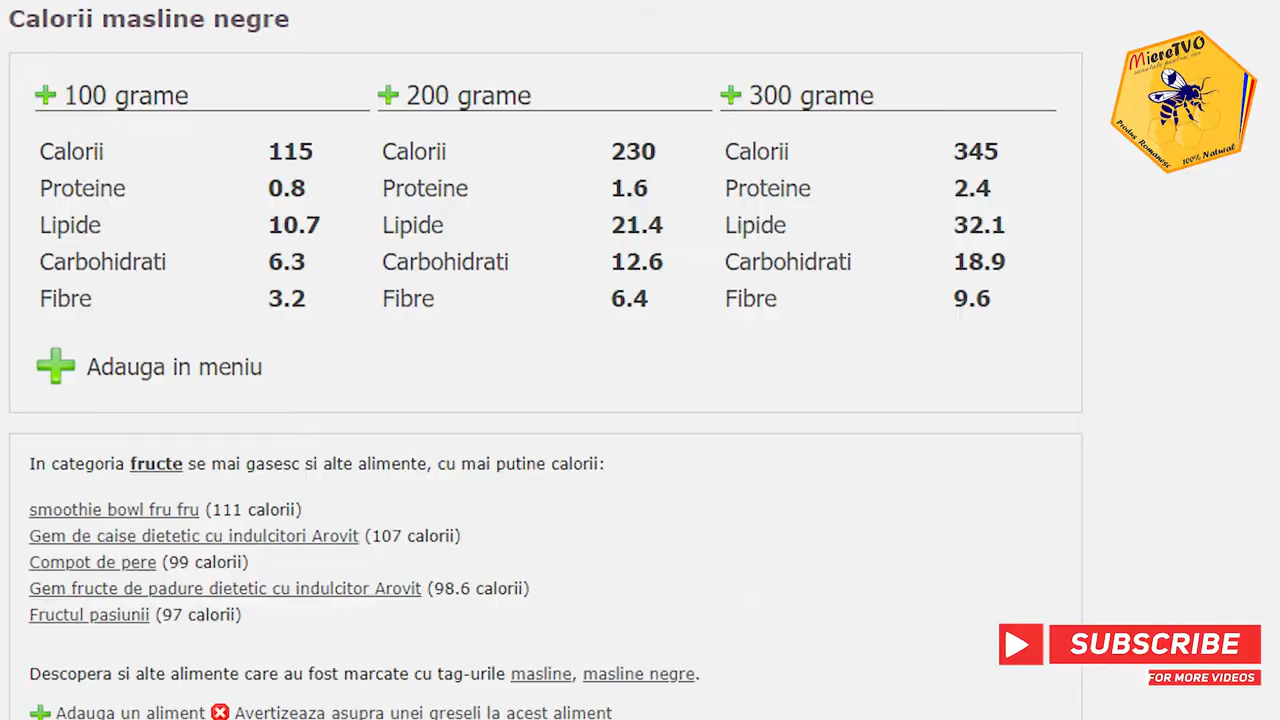 Calorii masline negre
MiereTVO
100 grame 200 grame 300 grame
Calorii 115 Calorii 230 Calorii 345
Proteine 0.8 Proteine 1.6 Proteine 2.4
Lipide 10.7 Lipide 21.4 Lipide 32.1
Carbohidrati 6.3 Carbohidrati 12.6 Carbohidrati 18.9
Fibre 3.2 Fibre 6.4 Fibre 9.6
Produs Romanesc
100% Natural
Adauga in meniu
In categoria fructe se mai gasesc si alte alimente, cu mai putine calorii:
smoothie bowl fru fru (111 calorii)
Gem de caise dietetic cu indulcitori Arovit (107 calorii)
Compot de pere (99 calorii)
Gem fructe de padure dietetic cu indulcitor Arovit (98.6 calorii)
Fructul pasiunii (97 calorii)
SUBSCRIBE
FOR MORE VIDEOS
Descopera si alte alimente care au fost marcate cu tag-urile masline, masline negre.
Adauga un aliment Avertizeaza asupra unei greseli la acest aliment